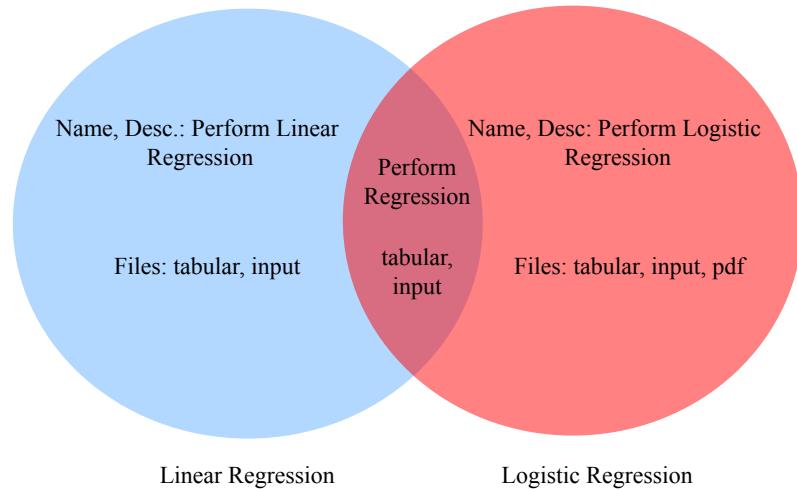 Name, Desc.: Perform Linear
Regression
Files: tabular, input
Perform
Regression
tabular,
input
Name, Desc: Perform Logistic
Regression
Files: tabular, input, pdf
Linear Regression
Logistic Regression